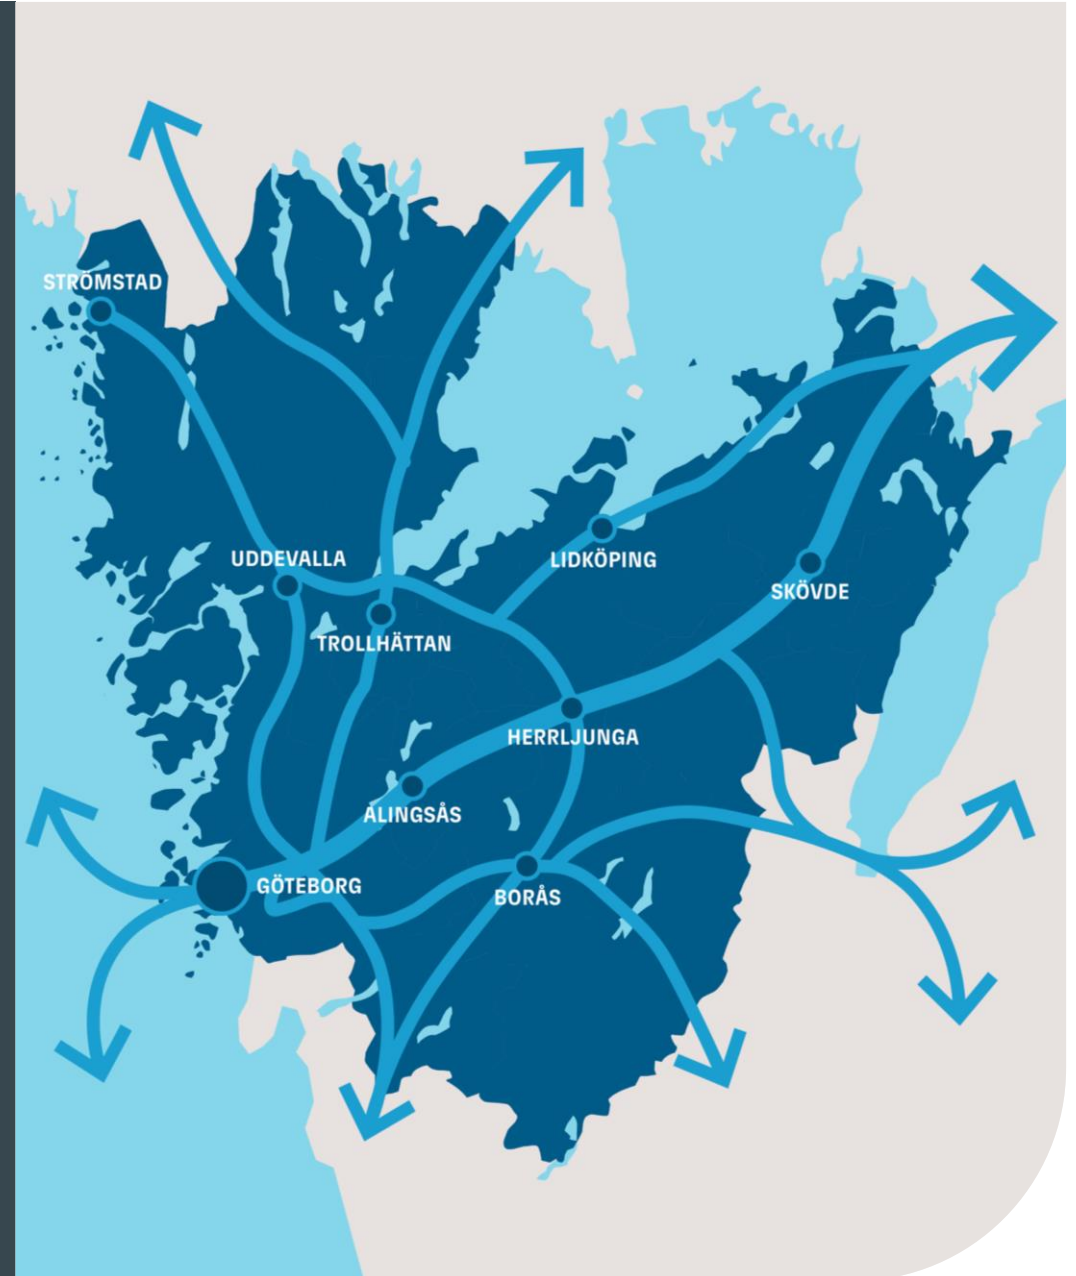 STRÖMSTAD
UDDEVALLA
LIDKÖPING
SKÖVDE
TROLLHÄTTAN
HERRLJUNGA
ALINGSÅS
GÖTEBORG
BORÅS